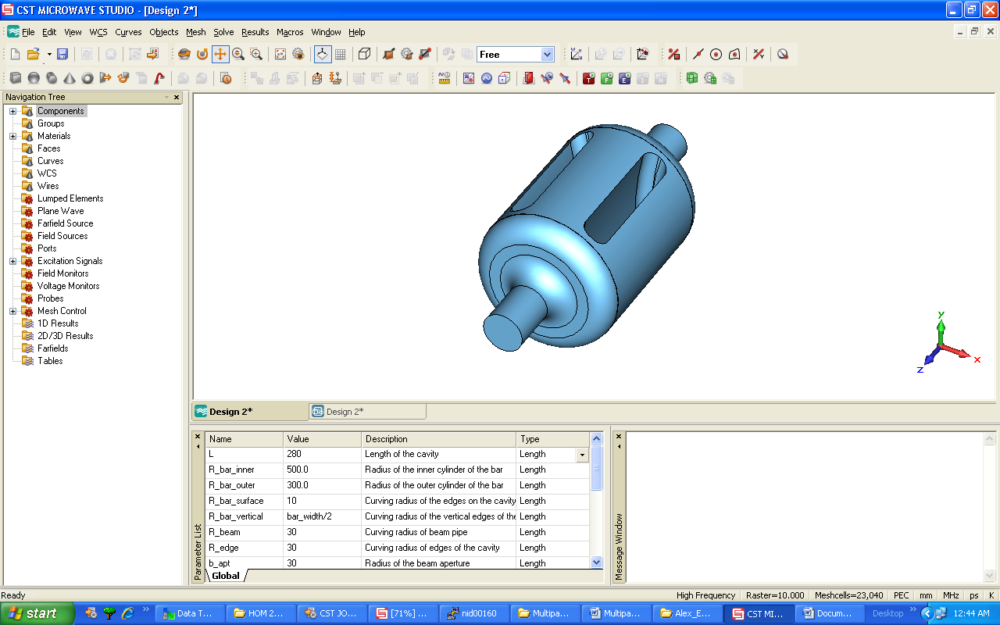 CST MICROWAVE STUDIO - [Design 2*]
File Edit View WCS Curves Objects Mesh Solve Results Macros Window Help
Free
Navigation Tree
Components
Groups
Materials
Faces
Curves
WCS
Wires
Lumped Elements
Plane Wave
Farfield Source
Field Sources
Ports
Excitation Signals
Field Monitors
Voltage Monitors
Probes
Mesh Control
1D Results
2D/3D Results
Farfields
Tables
y
x
z
Design 2* Design 2*
Name Value Description Type
L 280 Length of the cavity Length
R_bar_inner 500.0 Radius of the inner cylinder of the bar Length
R_bar_outer 300.0 Radius of the outer cylinder of the bar Length
R_bar_surface 10 Curving radius of the edges on the cavity Length
R_bar_vertical bar_width/2 Curving radius of the vertical edges of the Length
R_beam 30 Curving radius of beam pipe Length
R_edge 30 Curving radius of edges of the cavity Length
b_apt 30 Radius of the beam aperture Length
Global
Parameter List
Message Window
Ready High Frequency Raster=10.000 Meshcells=23,040 PEC mm MHz ps K
start Data T... HOM 2... CST JO... [71%] ... nid00160 Multipa... Multipa... Alex_E... CST MI... Docum... Desktop 12:44 AM